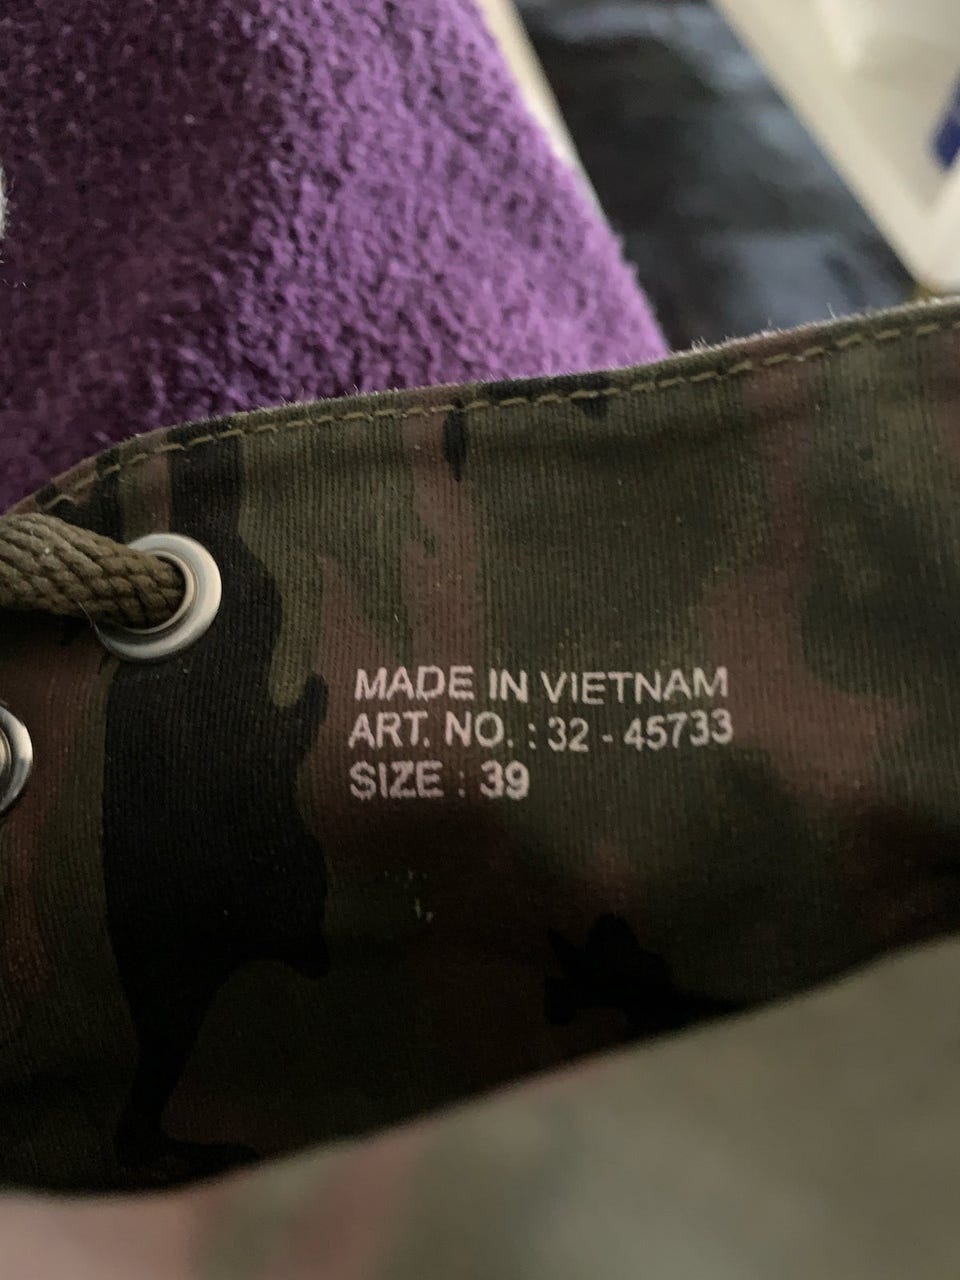 MADE IN VIETNAM
ART. NO. : 32 - 45733
SIZE : 39